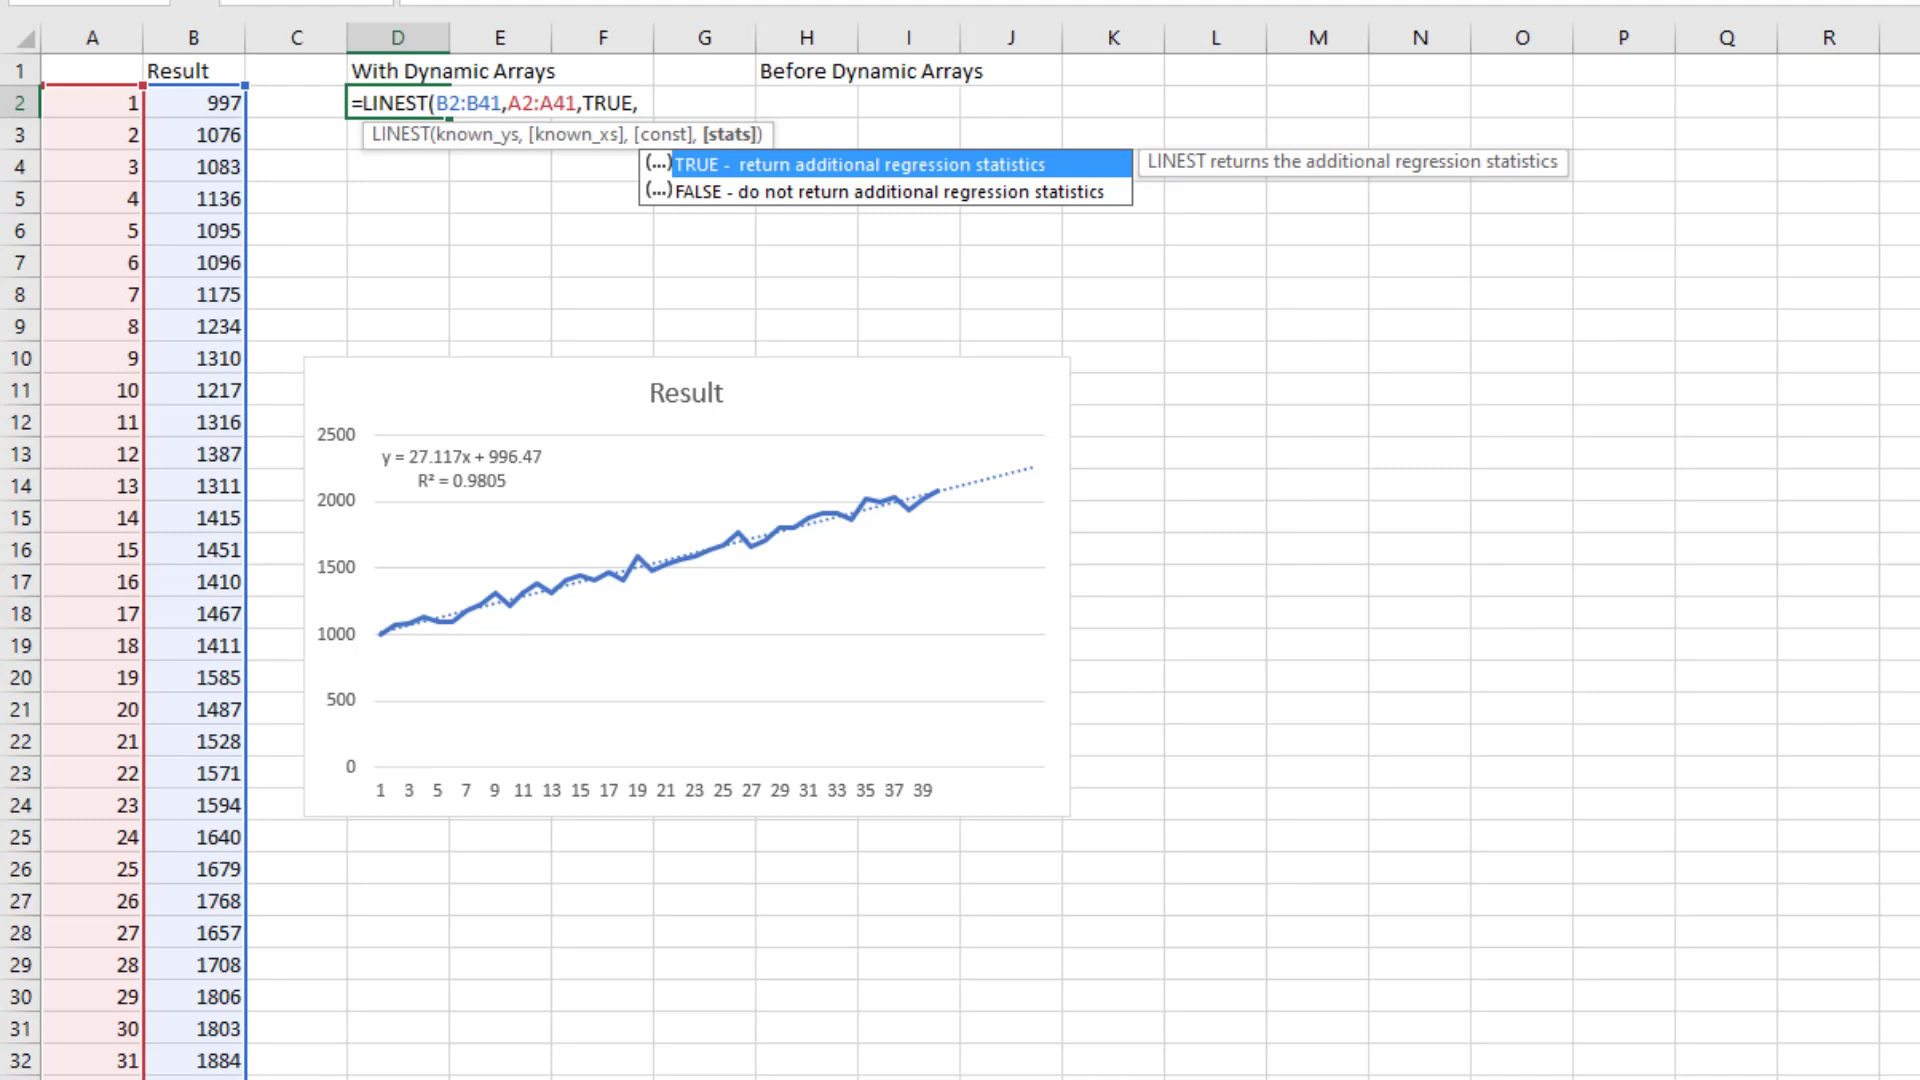 A B C D E F G H I J K L M N O P Q R
1 Result With Dynamic Arrays Before Dynamic Arrays
2 1 997 =LINEST(B2:B41,A2:A41,TRUE,
3 2 1076 LINEST(known_ys, [known_xs], [const], [stats])
4 3 1083 (...) TRUE - return additional regression statistics LINEST returns the additional regression statistics
5 4 1136 (...) FALSE - do not return additional regression statistics
6 5 1095
7 6 1096
8 7 1175
9 8 1234
10 9 1310
11 10 1217
12 11 1316
13 12 1387
14 13 1311
15 14 1415
16 15 1451
17 16 1410
18 17 1467
19 18 1411
20 19 1585
21 20 1487
22 21 1528
23 22 1571
24 23 1594
25 24 1640
26 25 1679
27 26 1768
28 27 1657
29 28 1708
30 29 1806
31 30 1803
32 31 1884
Result
2500
y = 27.117x + 996.47
R² = 0.9805
2000
1500
1000
500
0
1 3 5 7 9 11 13 15 17 19 21 23 25 27 29 31 33 35 37 39